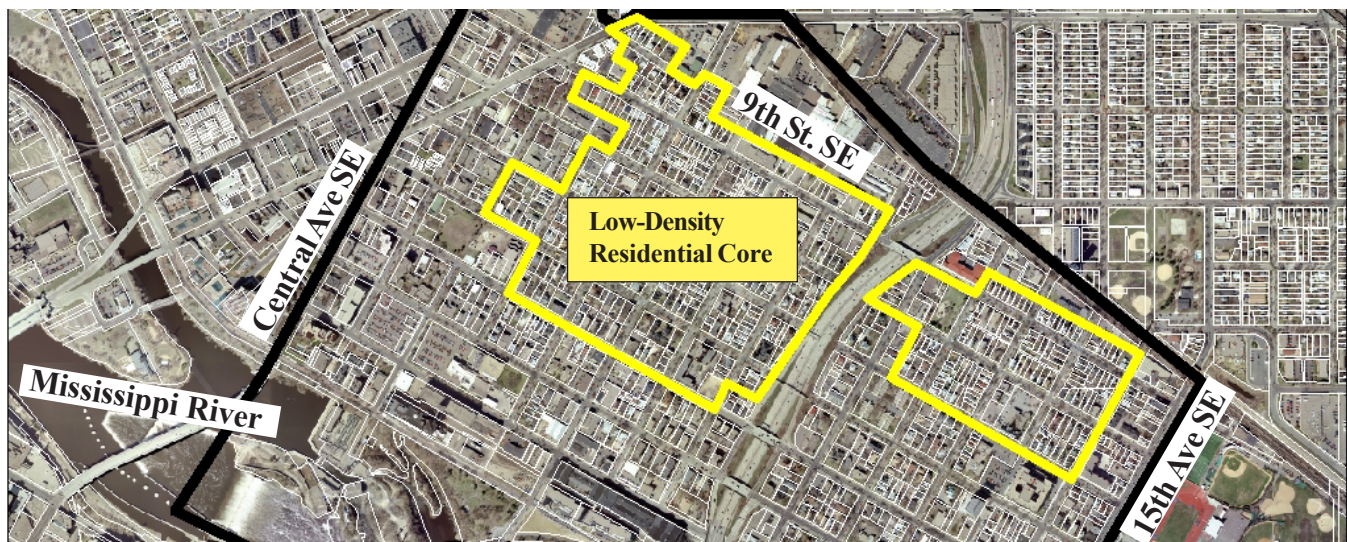 9th St. SE
Central Ave SE
Low-Density
Residential Core
Mississippi River
15th Ave SE